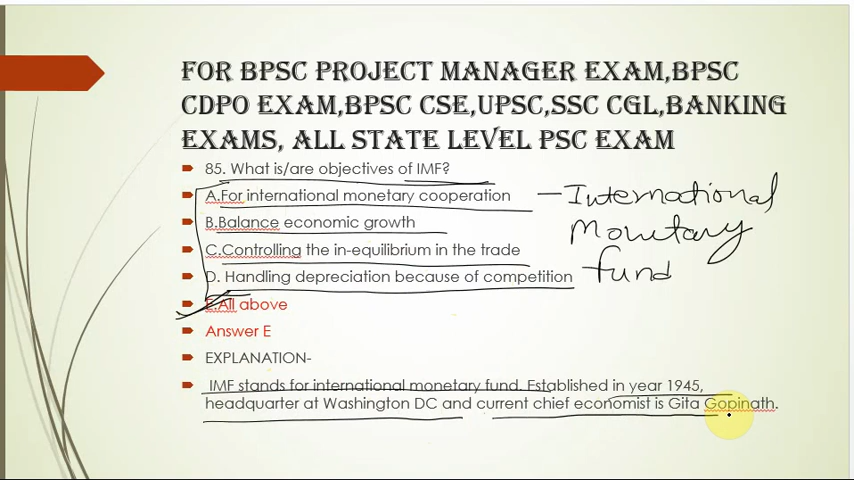 FOR BPSC PROJECT MANAGER EXAM,BPSC
CDPO EXAM,BPSC CSE,UPSC,SSC CGL,BANKING
EXAMS, ALL STATE LEVEL PSC EXAM
85. What is/are objectives of IMF?
A.For international monetary cooperation
B.Balance economic growth
C.Controlling the in-equilibrium in the trade
D. Handling depreciation because of competition
E.All above
Answer E
EXPLANATION-
IMF stands for international monetary fund. Established in year 1945,
headquarter at Washington DC and current chief economist is Gita Gopinath.
— International
Monetary
fund